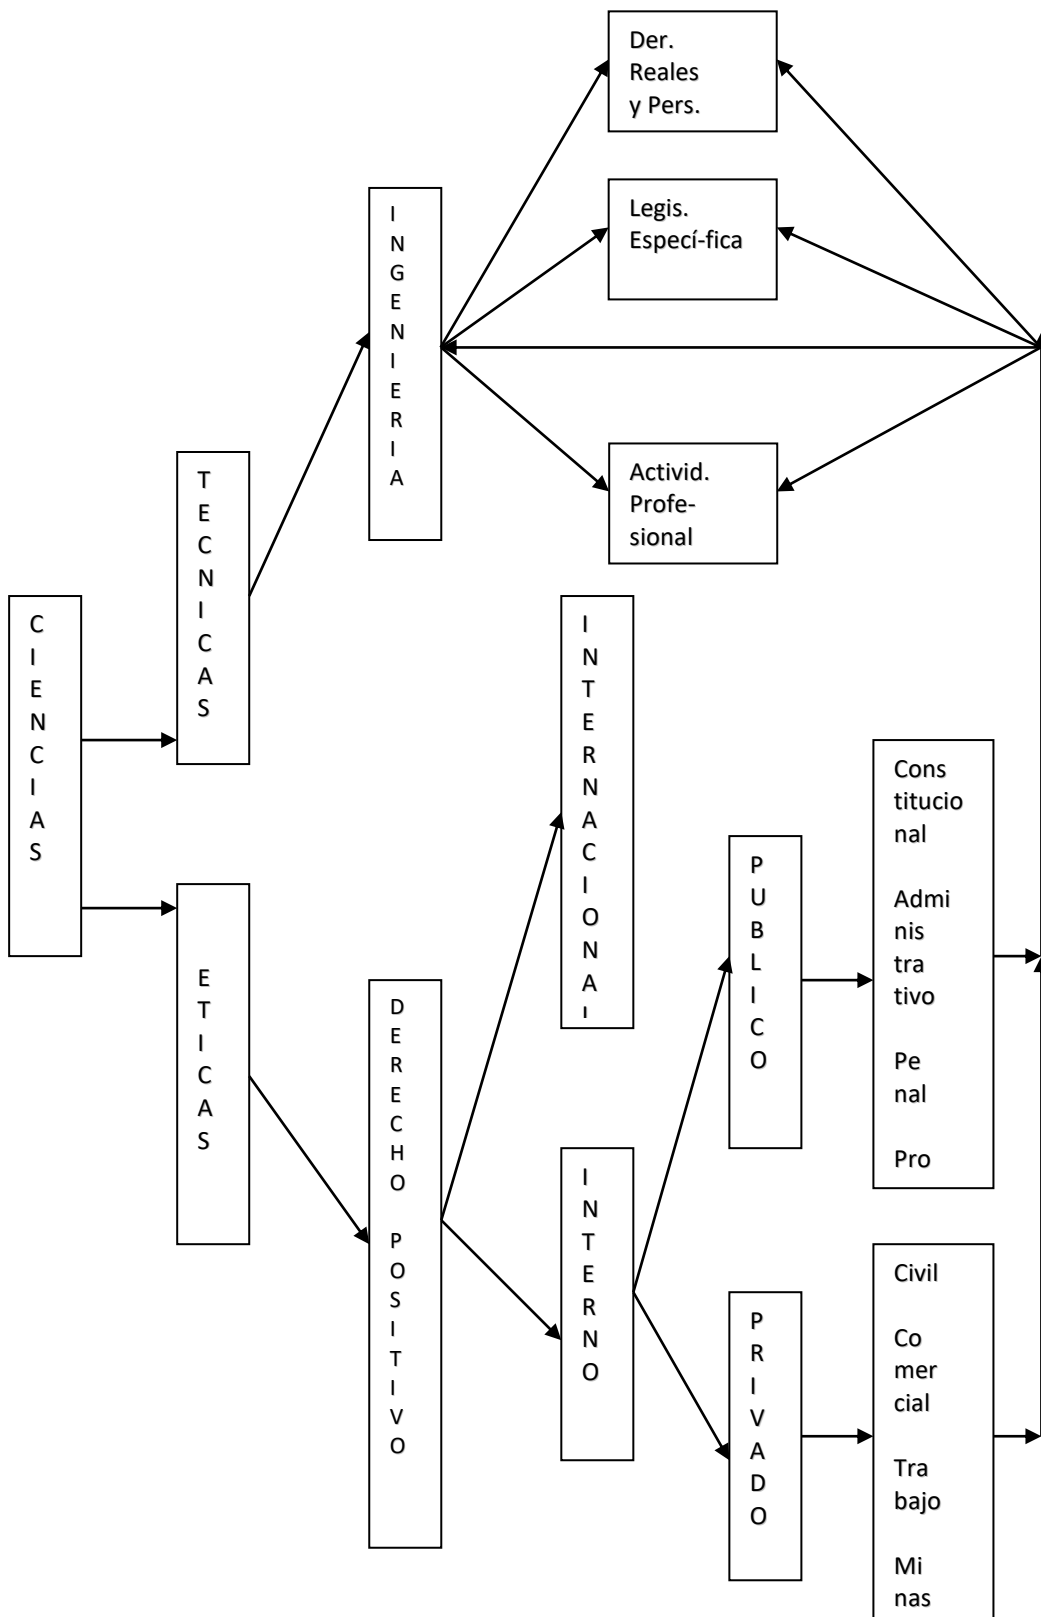 Der.
Reales
y Pers.
Legis.
Especí-fica
INGENIERIA
Activid.
Profe-
sional
TECNICAS
CIENCIAS
INTERNACIONAL
ETICAS
DERECHO POSITIVO
INTERNO
PUBLICO
Cons
titucio
nal
Admi
nis
tra
tivo
Pe
nal
Pro
PRIVADO
Civil
Co
mer
cial
Tra
bajo
Mi
nas